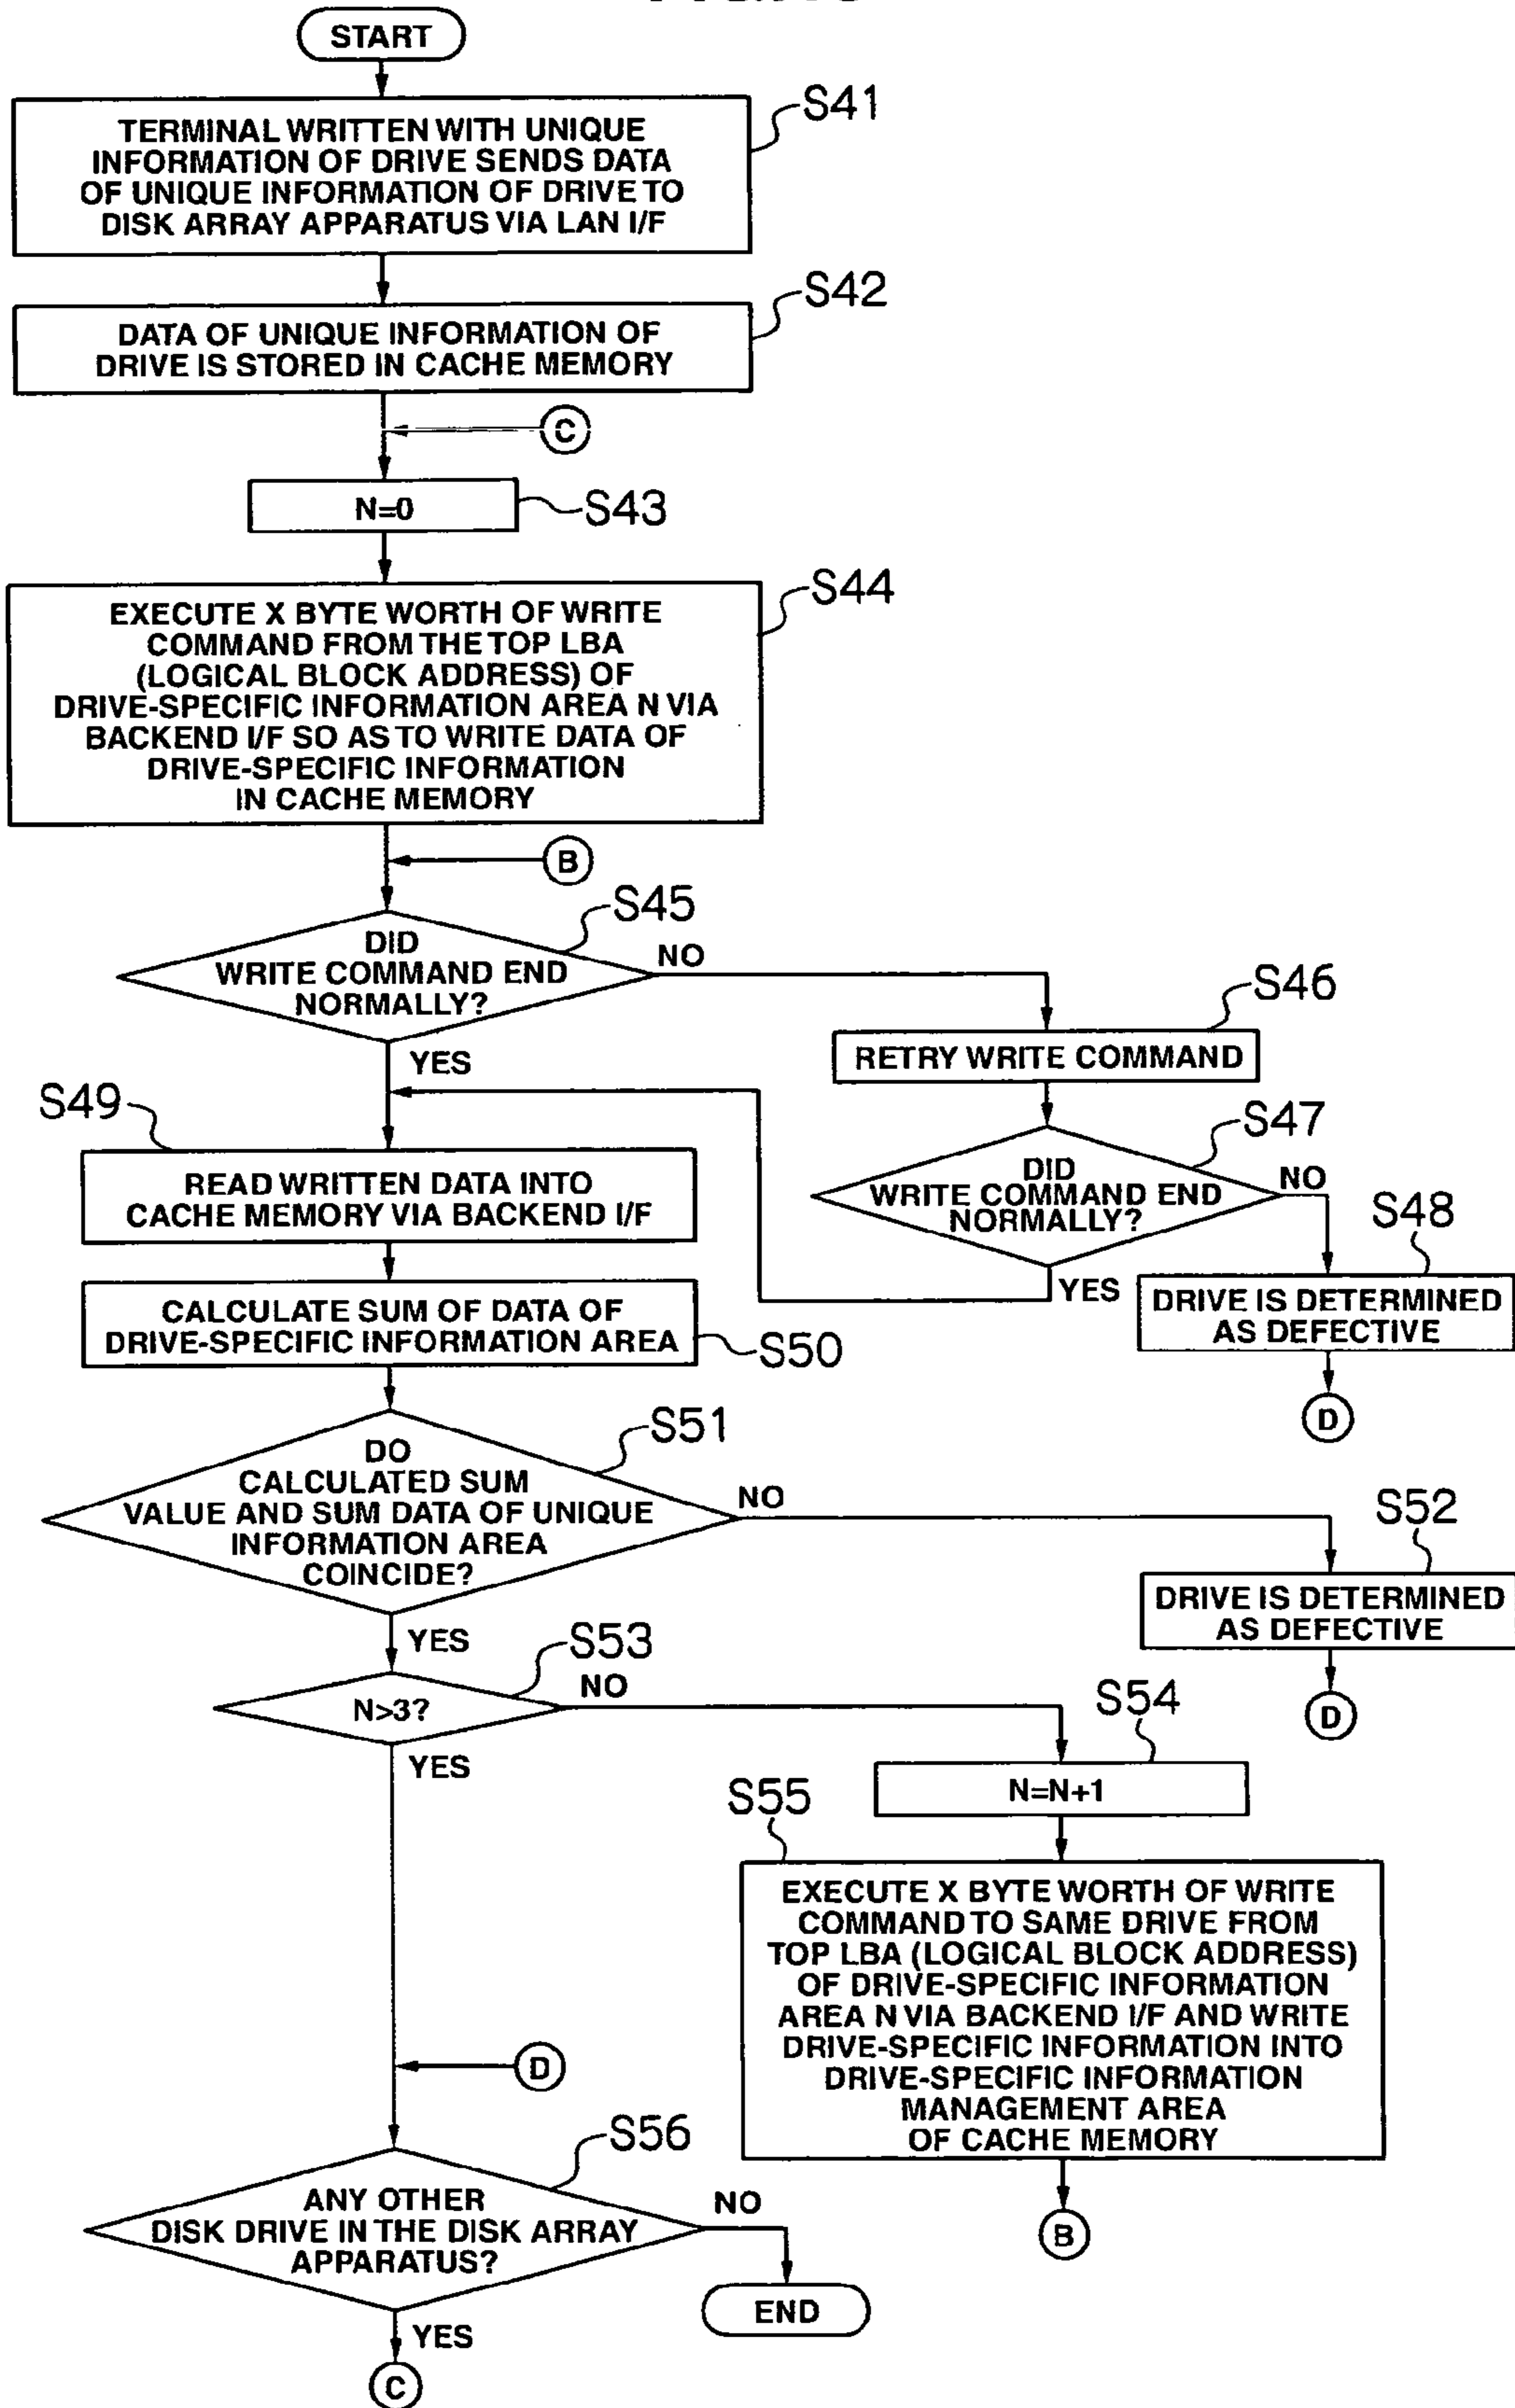 START
S41
TERMINAL WRITTEN WITH UNIQUE
INFORMATION OF DRIVE SENDS DATA
OF UNIQUE INFORMATION OF DRIVE TO
DISK ARRAY APPARATUS VIA LAN I/F
S42
DATA OF UNIQUE INFORMATION OF
DRIVE IS STORED IN CACHE MEMORY
C
N=0
S43
S44
EXECUTE X BYTE WORTH OF WRITE
COMMAND FROM THE TOP LBA
(LOGICAL BLOCK ADDRESS) OF
DRIVE-SPECIFIC INFORMATION AREA N VIA
BACKEND I/F SO AS TO WRITE DATA OF
DRIVE-SPECIFIC INFORMATION
IN CACHE MEMORY
B
S45
DID
WRITE COMMAND END
NORMALLY?
NO
YES
S46
RETRY WRITE COMMAND
S47
DID
WRITE COMMAND END
NORMALLY?
NO
YES
S48
DRIVE IS DETERMINED
AS DEFECTIVE
D
S49
READ WRITTEN DATA INTO
CACHE MEMORY VIA BACKEND I/F
CALCULATE SUM OF DATA OF
DRIVE-SPECIFIC INFORMATION AREA
S50
S51
DO
CALCULATED SUM
VALUE AND SUM DATA OF UNIQUE
INFORMATION AREA
COINCIDE?
NO
YES
S52
DRIVE IS DETERMINED
AS DEFECTIVE
D
S53
N>3?
NO
YES
S54
N=N+1
S55
EXECUTE X BYTE WORTH OF WRITE
COMMAND TO SAME DRIVE FROM
TOP LBA (LOGICAL BLOCK ADDRESS)
OF DRIVE-SPECIFIC INFORMATION
AREA N VIA BACKEND I/F AND WRITE
DRIVE-SPECIFIC INFORMATION INTO
DRIVE-SPECIFIC INFORMATION
MANAGEMENT AREA
OF CACHE MEMORY
B
D
S56
ANY OTHER
DISK DRIVE IN THE DISK ARRAY
APPARATUS?
NO
END
YES
C